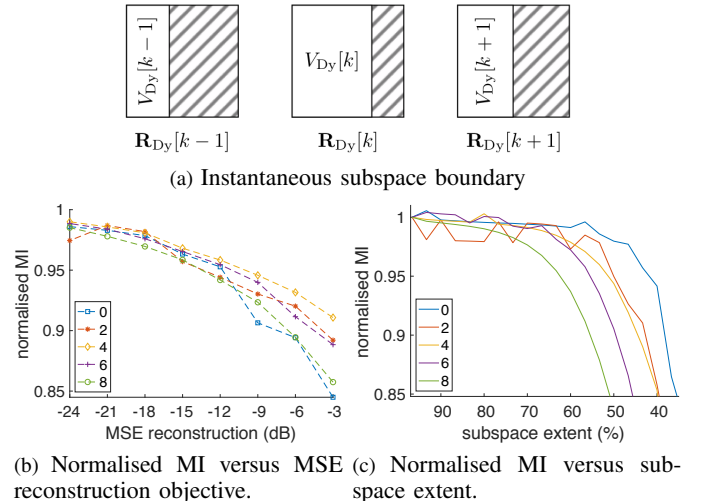 V_Dy[k − 1]
V_Dy[k]
V_Dy[k + 1]
R_Dy[k − 1]
R_Dy[k]
R_Dy[k + 1]
(a) Instantaneous subspace boundary
1
0.95
0.9
0.85
normalised MI
0
2
4
6
8
-24 -21 -18 -15 -12 -9 -6 -3
MSE reconstruction (dB)
(b) Normalised MI versus MSE
reconstruction objective.
1
0.95
0.9
0.85
normalised MI
0
2
4
6
8
90 80 70 60 50 40
subspace extent (%)
(c) Normalised MI versus sub-
space extent.